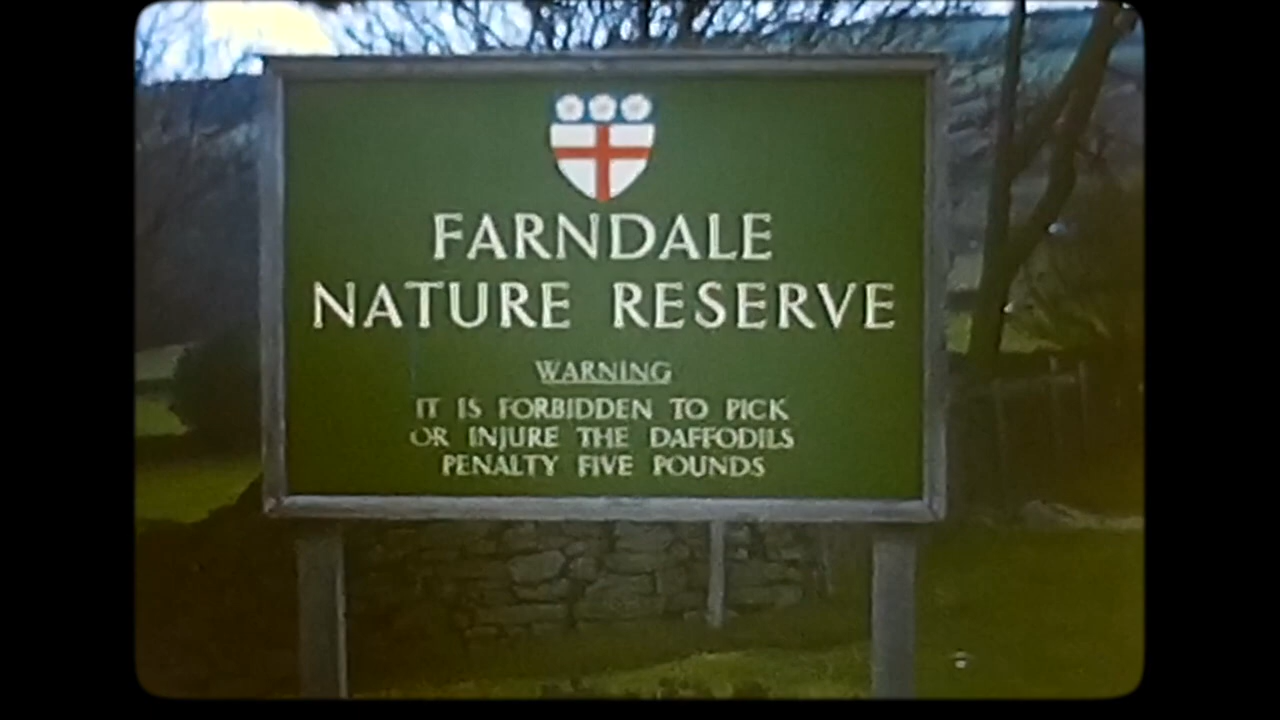 FARNDALE
NATURE RESERVE
WARNING
IT IS FORBIDDEN TO PICK
OR INJURE THE DAFFODILS
PENALTY FIVE POUNDS